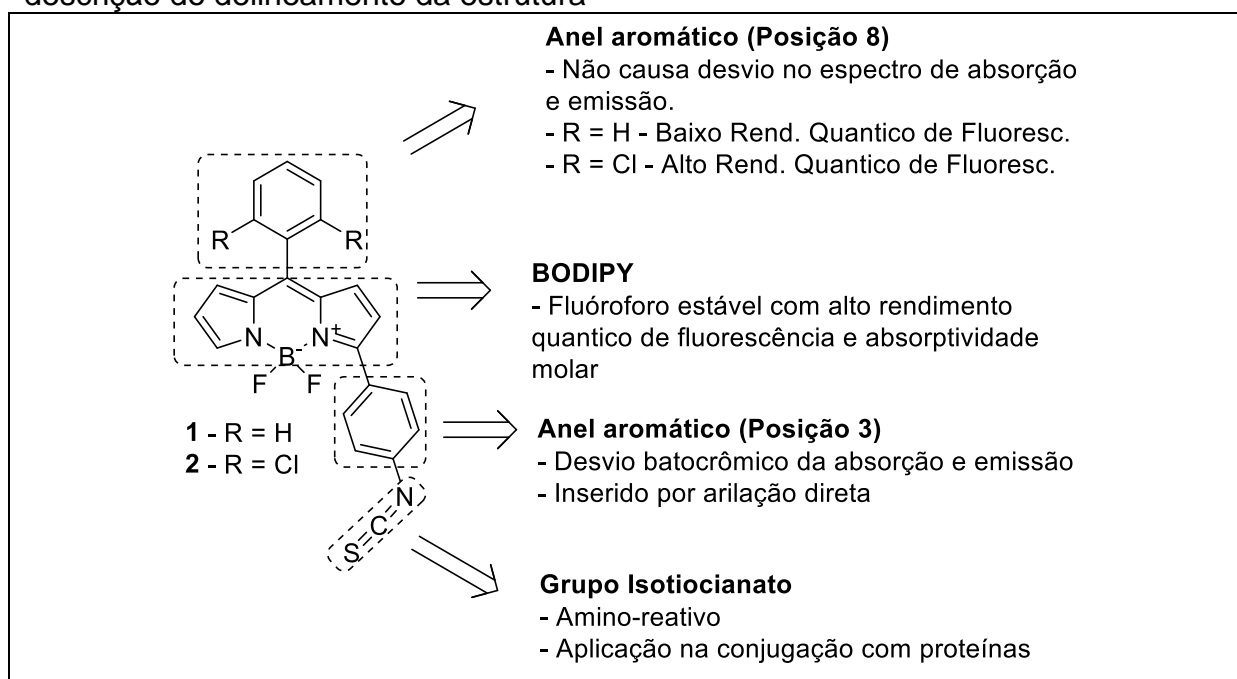 descrição do delineamento da estrutura
Anel aromático (Posição 8)
- Não causa desvio no espectro de absorção
e emissão.
- R = H - Baixo Rend. Quantico de Fluoresc.
- R = Cl - Alto Rend. Quantico de Fluoresc.
R
R
BODIPY
- Fluóroforo estável com alto rendimento
quantico de fluorescência e absorptividade
molar
N
N+
B-
F
F
1 - R = H
2 - R = Cl
Anel aromático (Posição 3)
- Desvio batocrômico da absorção e emissão
- Inserido por arilação direta
N
C
S
Grupo Isotiocianato
- Amino-reativo
- Aplicação na conjugação com proteínas